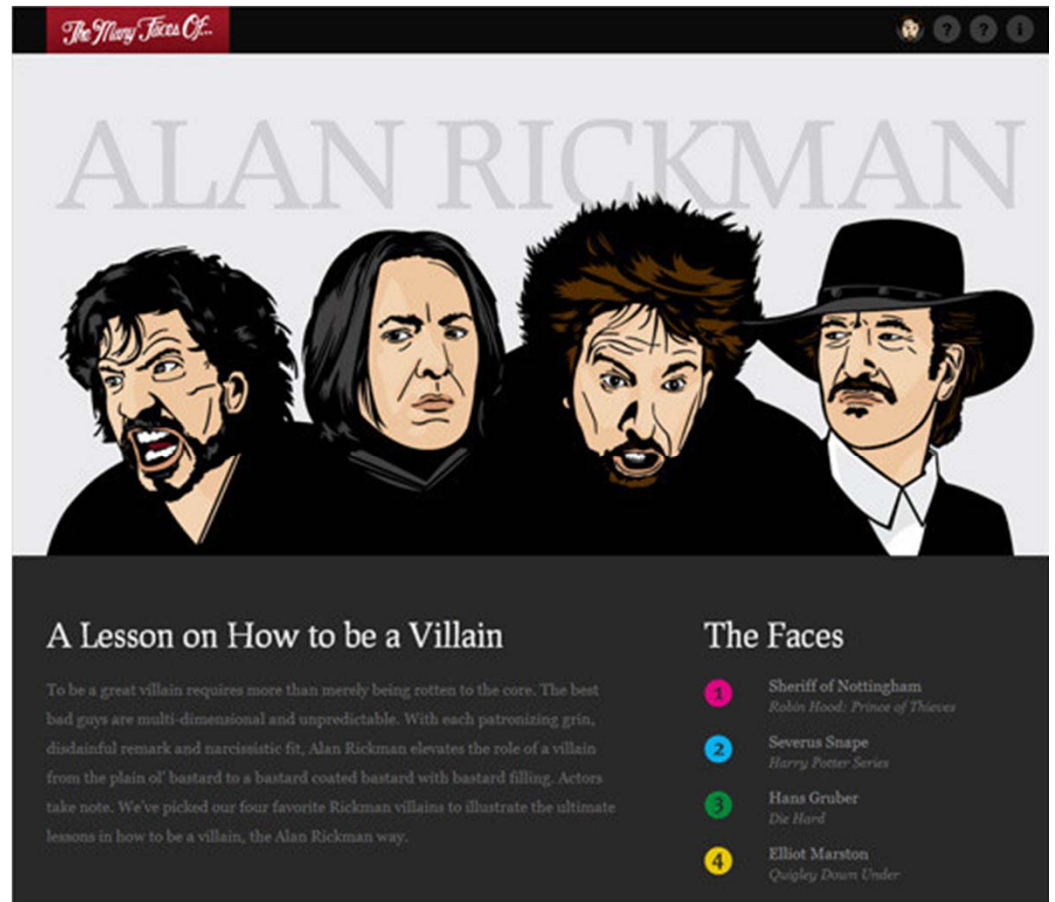 The Many Faces Of...
? ? i
ALAN RICKMAN
A Lesson on How to be a Villain
To be a great villain requires more than merely being rotten to the core. The best
bad guys are multi-dimensional and unpredictable. With each patronizing grin,
disdainful remark and narcissistic fit, Alan Rickman elevates the role of a villain
from the plain ol' bastard to a bastard coated bastard with bastard filling. Actors
take note. We've picked our four favorite Rickman villains to illustrate the ultimate
lessons in how to be a villain, the Alan Rickman way.
The Faces
1 Sheriff of Nottingham
Robin Hood: Prince of Thieves
2 Severus Snape
Harry Potter Series
3 Hans Gruber
Die Hard
4 Elliot Marston
Quigley Down Under